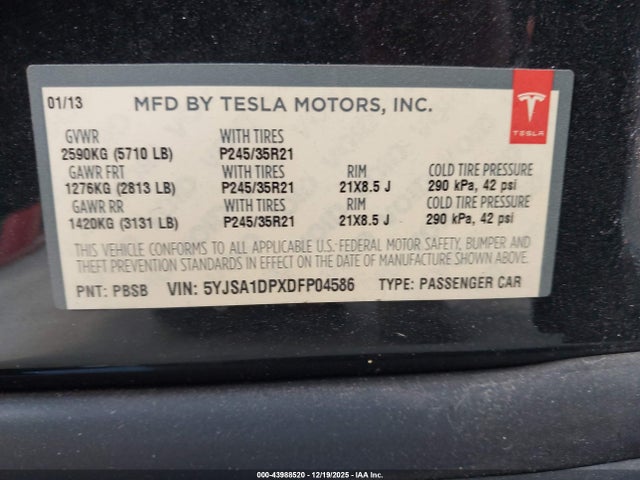 01/13 MFD BY TESLA MOTORS, INC.
TESLA
GVWR WITH TIRES
2590KG (5710 LB) P245/35R21
GAWR FRT WITH TIRES RIM COLD TIRE PRESSURE
1276KG (2813 LB) P245/35R21 21X8.5 J 290 kPa, 42 psi
GAWR RR WITH TIRES RIM COLD TIRE PRESSURE
1420KG (3131 LB) P245/35R21 21X8.5 J 290 kPa, 42 psi
THIS VEHICLE CONFORMS TO ALL APPLICABLE U.S. FEDERAL MOTOR SAFETY, BUMPER AND
THEFT PREVENTION STANDARDS IN EFFECT ON THE DATE OF MANUFACTURE SHOWN ABOVE.
PNT: PBSB VIN: 5YJSA1DPXDFP04586 TYPE: PASSENGER CAR
000-43988520 - 12/19/2025 - IAA Inc.